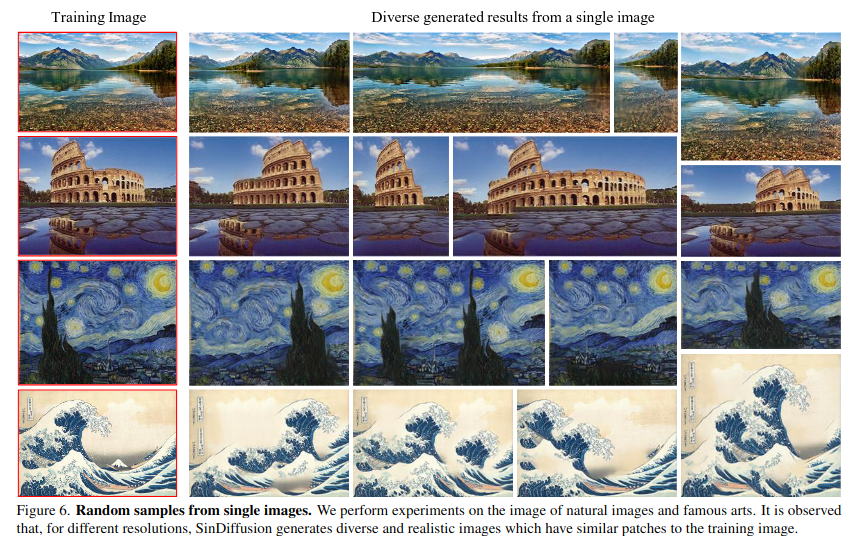 Training Image
Diverse generated results from a single image
Figure 6. Random samples from single images. We perform experiments on the image of natural images and famous arts. It is observed
that, for different resolutions, SinDiffusion generates diverse and realistic images which have similar patches to the training image.